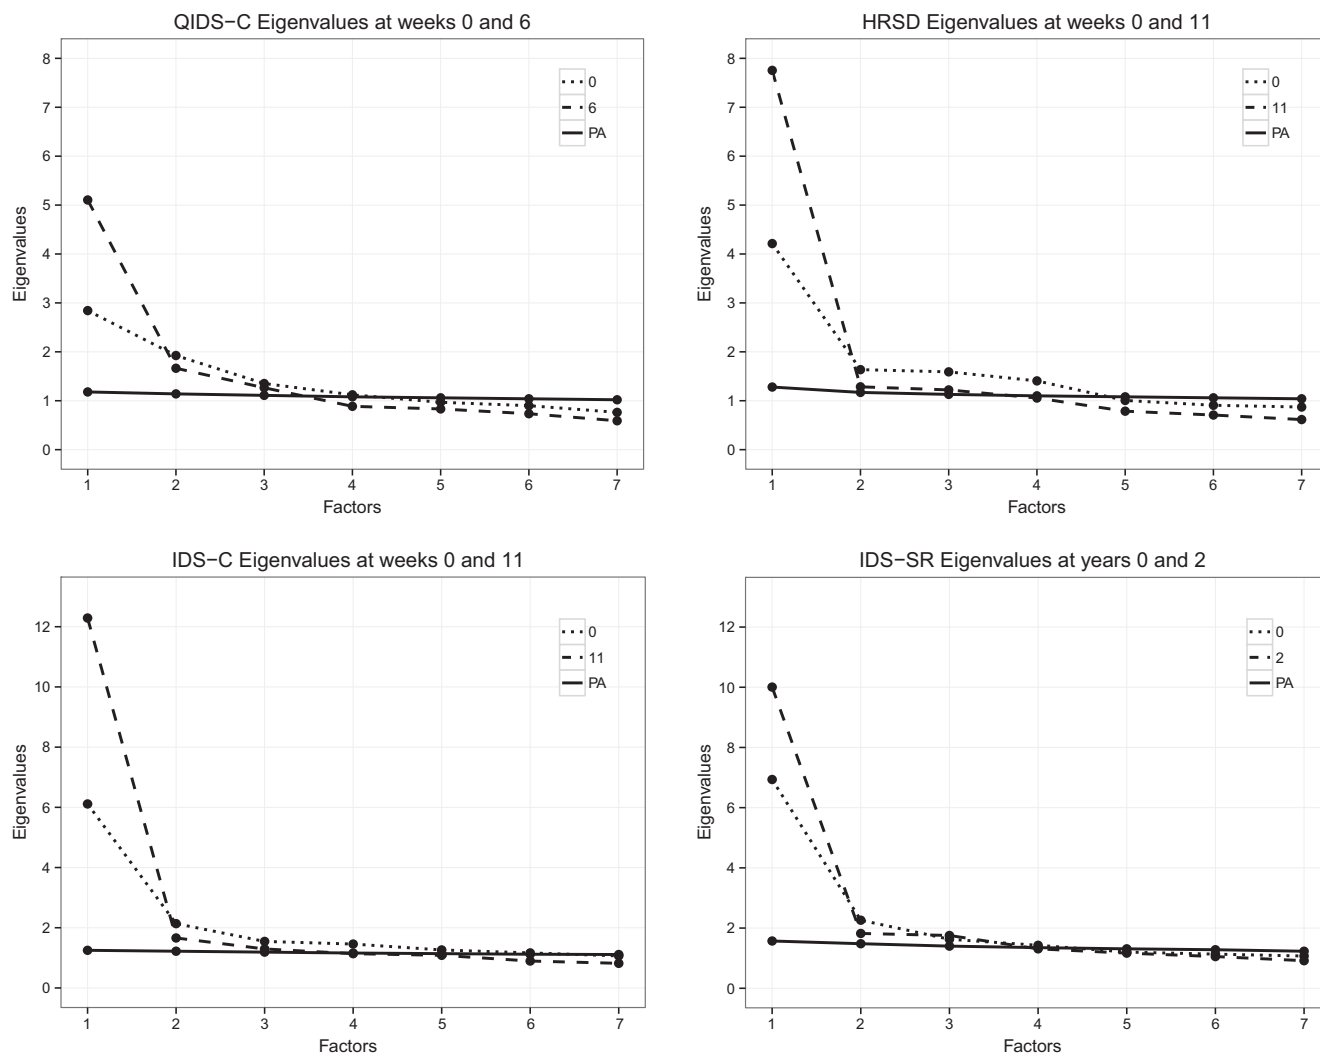 QIDS−C Eigenvalues at weeks 0 and 6
8
7
6
5
4
3
2
1
0
Eigenvalues
0
6
PA
1 2 3 4 5 6 7
Factors
HRSD Eigenvalues at weeks 0 and 11
8
7
6
5
4
3
2
1
0
Eigenvalues
0
11
PA
1 2 3 4 5 6 7
Factors
IDS−C Eigenvalues at weeks 0 and 11
12
10
8
6
4
2
0
Eigenvalues
0
11
PA
1 2 3 4 5 6 7
Factors
IDS−SR Eigenvalues at years 0 and 2
12
10
8
6
4
2
0
Eigenvalues
0
2
PA
1 2 3 4 5 6 7
Factors